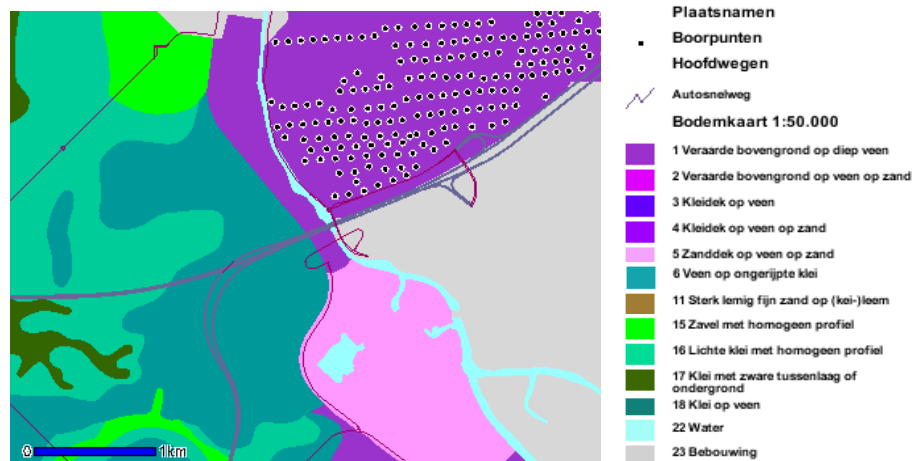 Plaatsnamen
Boorpunten
Hoofdwegen
Autosnelweg
Bodemkaart 1:50.000
1 Veraarde bovengrond op diep veen
2 Veraarde bovengrond op veen op zand
3 Kleidek op veen
4 Kleidek op veen op zand
5 Zanddek op veen op zand
6 Veen op ongerijpte klei
11 Sterk lemig fijn zand op (kei-)leem
15 Zavel met homogeen profiel
16 Lichte klei met homogeen profiel
17 Klei met zware tussenlaag of
ondergrond
18 Klei op veen
22 Water
23 Bebouwing
0 1km